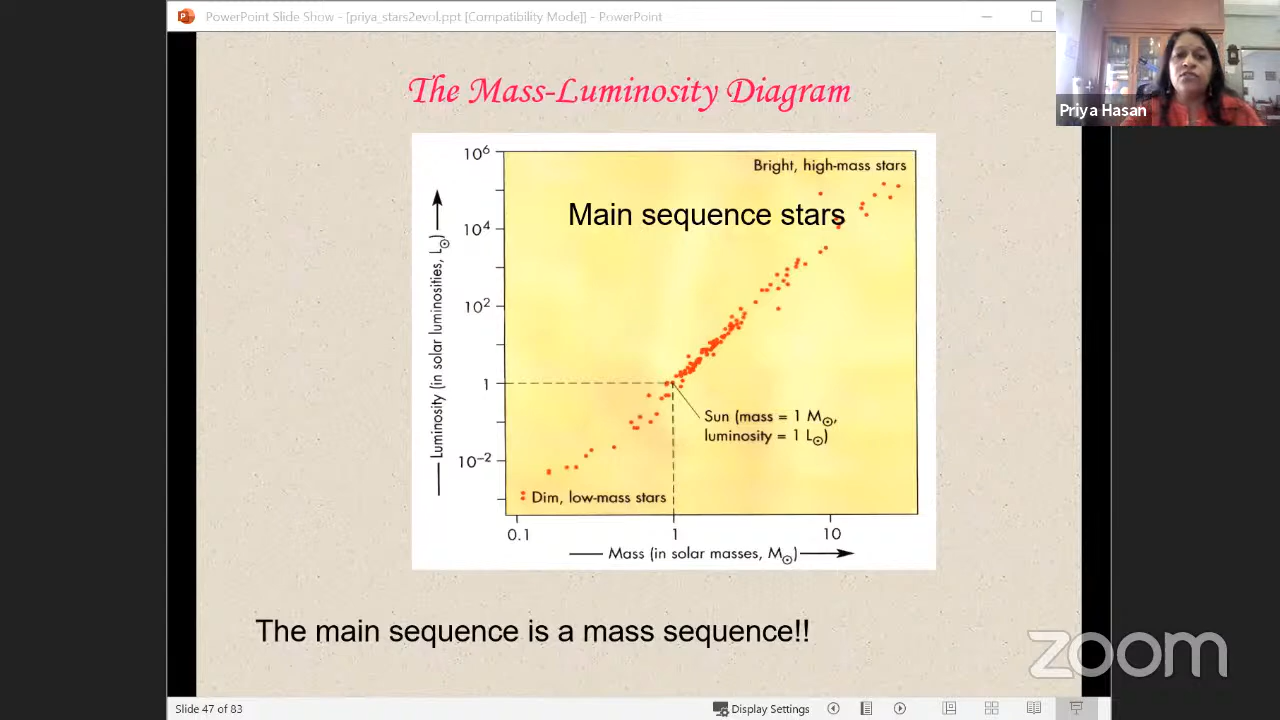 PowerPoint Slide Show - [priya_stars2evol.ppt [Compatibility Mode]] - PowerPoint
Priya Hasan
The Mass-Luminosity Diagram
10⁶
Bright, high-mass stars
Main sequence stars
10⁴
10²
1
Sun (mass = 1 M☉,
luminosity = 1 L☉)
10⁻²
Dim, low-mass stars
Luminosity (in solar luminosities, L☉)
0.1
1
10
Mass (in solar masses, M☉)
The main sequence is a mass sequence!!
zoom
Slide 47 of 83
Display Settings